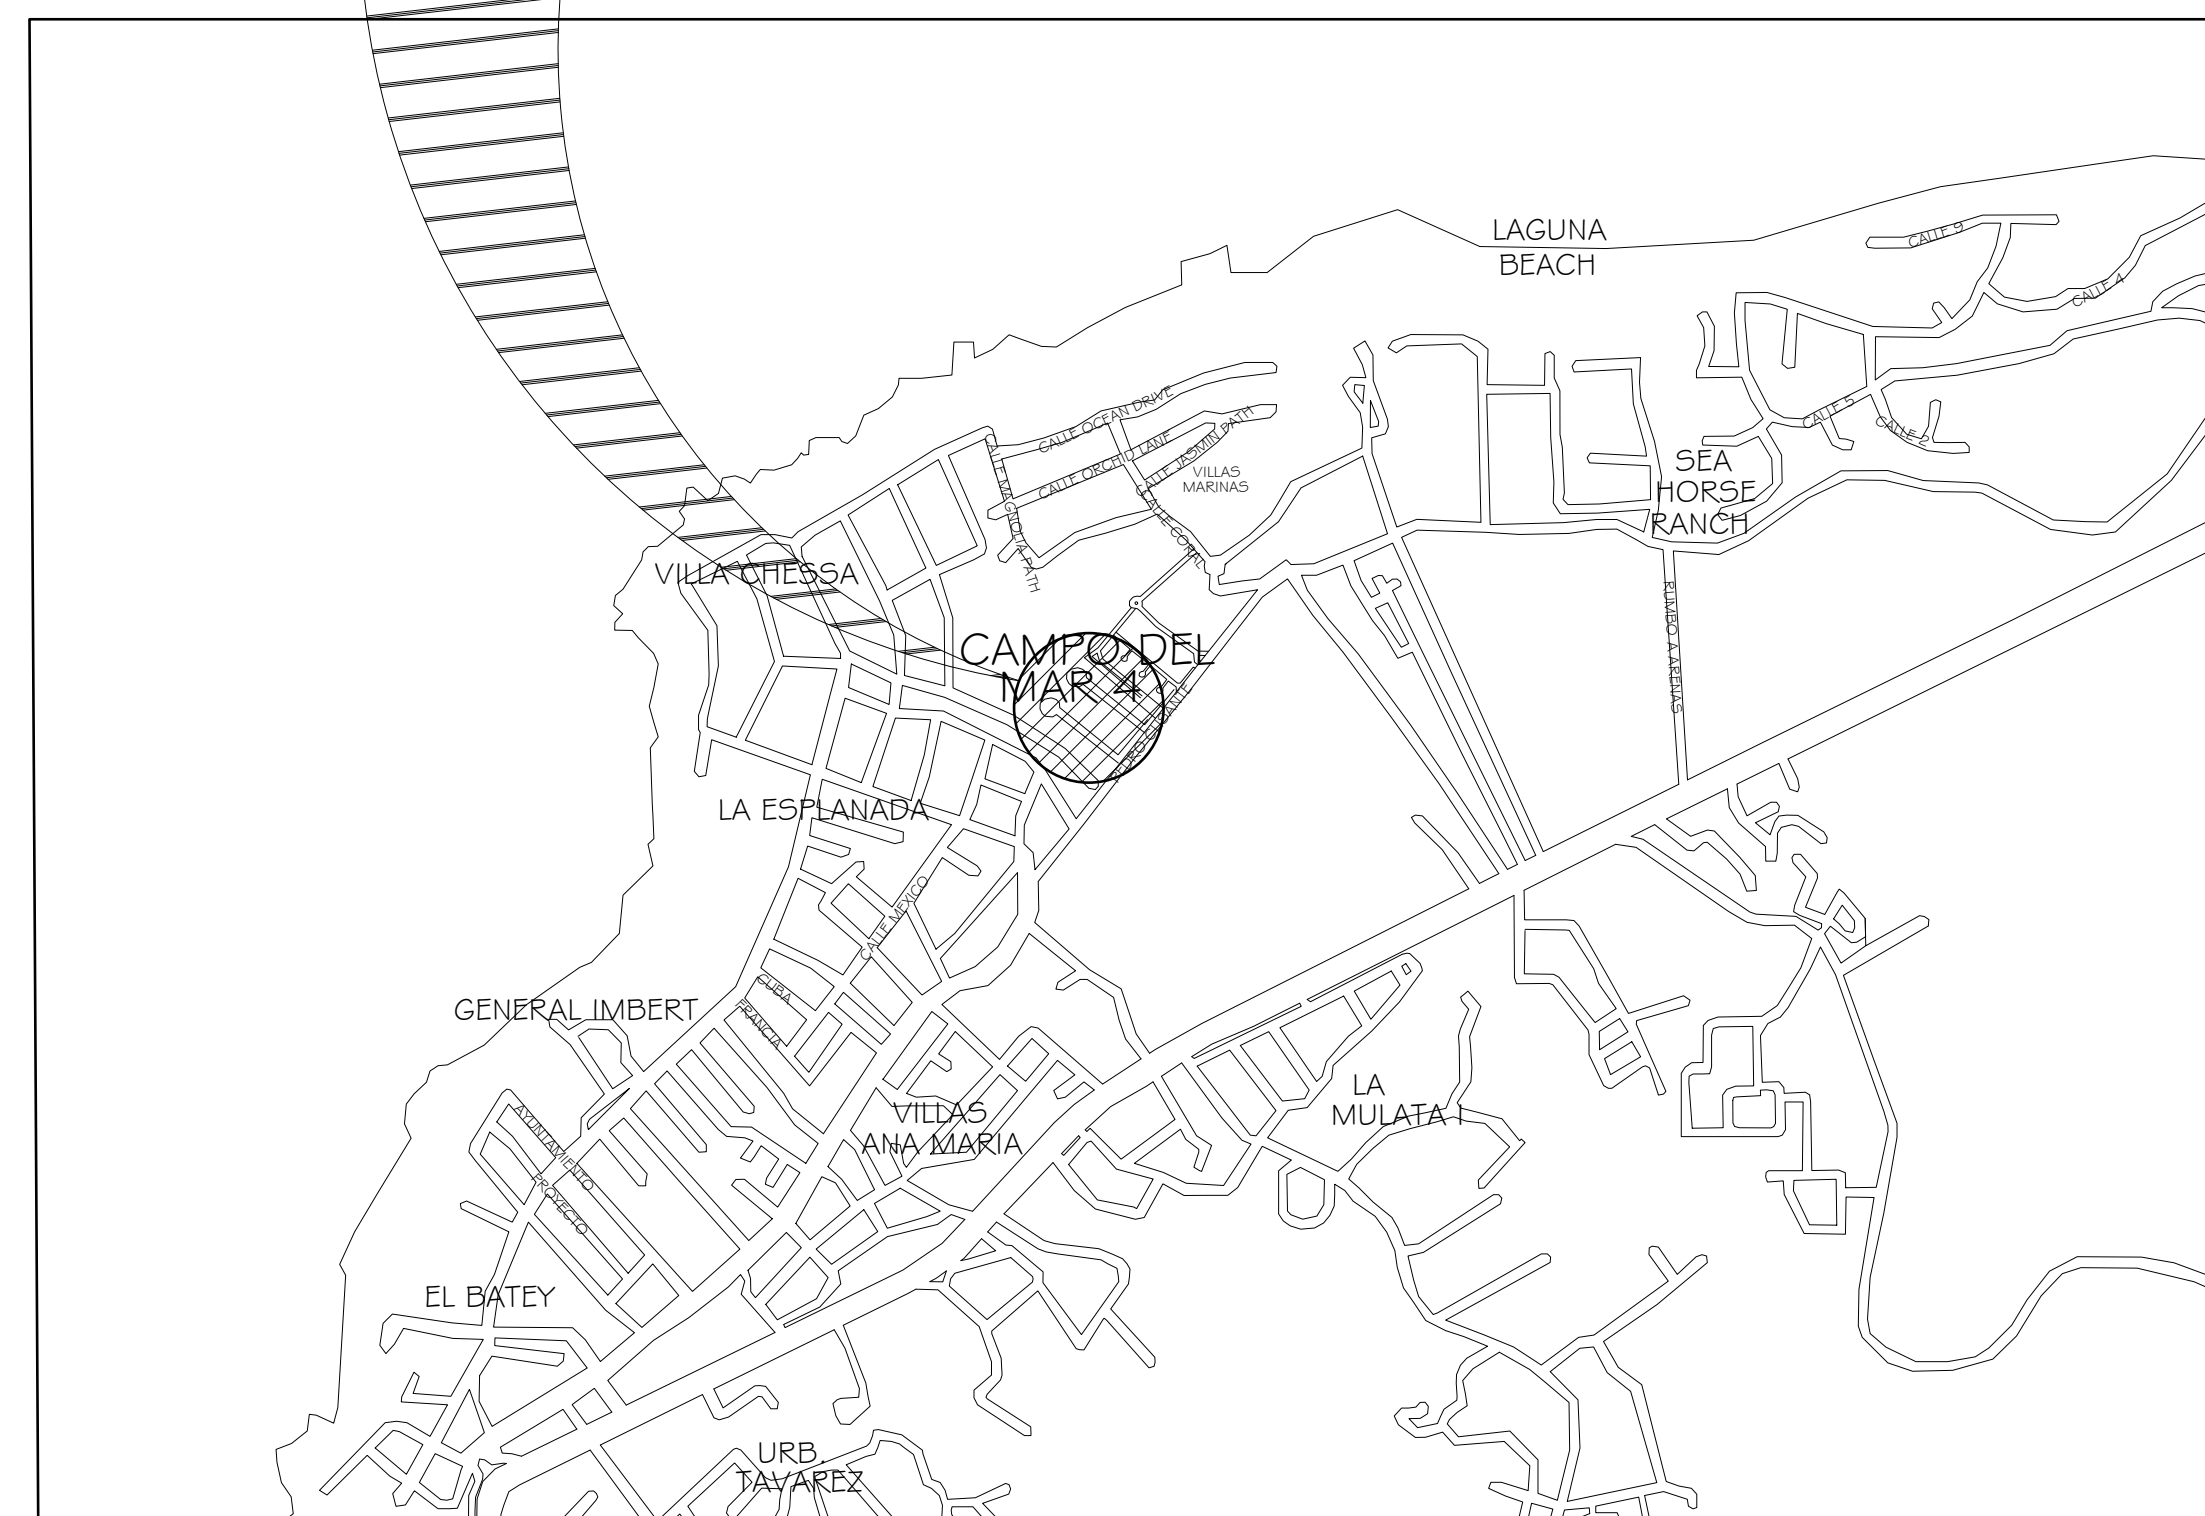 LAGUNA
BEACH
CALLE 9
CALLE 4
CALLE 5
CALLE 2
SEA
HORSE
RANCH
RUMBO A ARENAS
CALLE OCEAN DRIVE
CALLE ORCHID LANE
CALLE JASMIN PATH
VILLAS
MARINAS
CALLE MAGNOLIA PATH
CALLE CORAL
VILLA CHESSA
CAMPO DEL
MAR 4
LA ESPLANADA
CALLE MEXICO
CUBA
FRANCIA
GENERAL IMBERT
LA
MULATA I
VILLAS
ANA MARIA
AYUNTAMIENTO
PROYECTO
EL BATEY
URB.
TAVAREZ